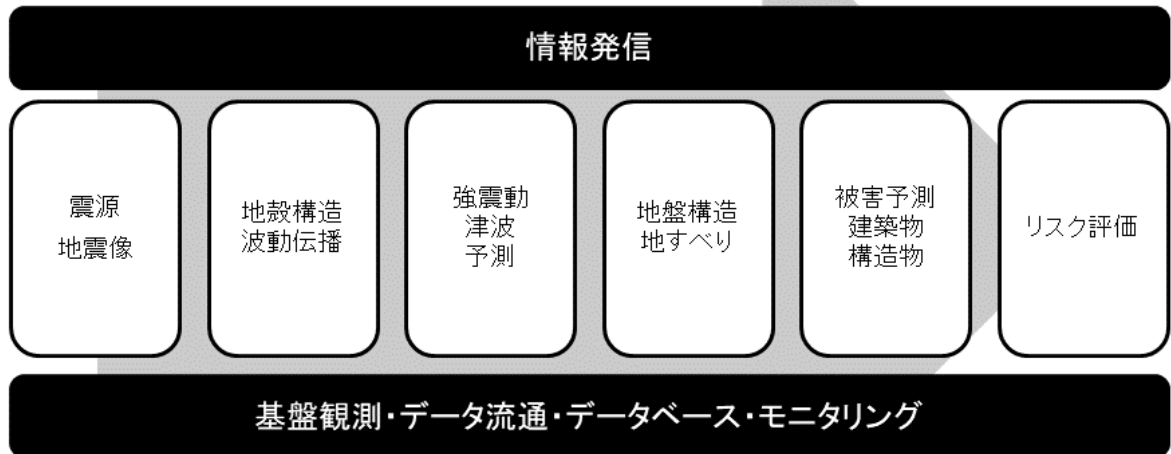 情報発信
震源
地震像
地殻構造
波動伝播
強震動
津波
予測
地盤構造
地すべり
被害予測
建築物
構造物
リスク評価
基盤観測・データ流通・データベース・モニタリング